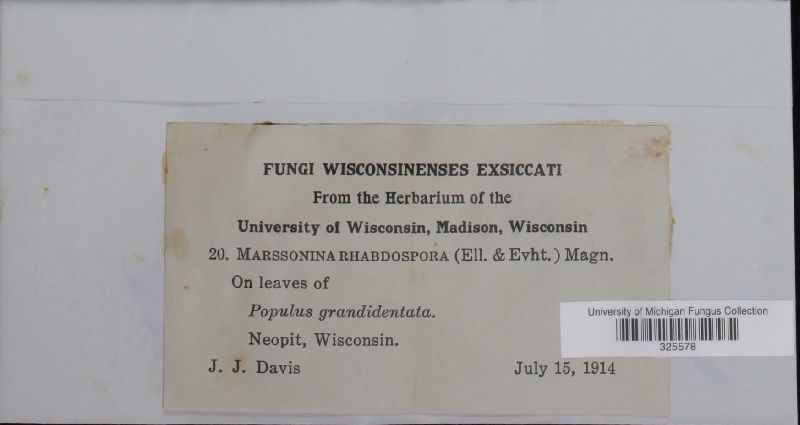 FUNGI WISCONSINENSES EXSICCATI
From the Herbarium of the
University of Wisconsin, Madison, Wisconsin
20. MARSSONINA RHABDOSPORA (Ell. & Evht.) Magn.
On leaves of
Populus grandidentata.
Neopit, Wisconsin.
J. J. Davis July 15, 1914
University of Michigan Fungus Collection
325578